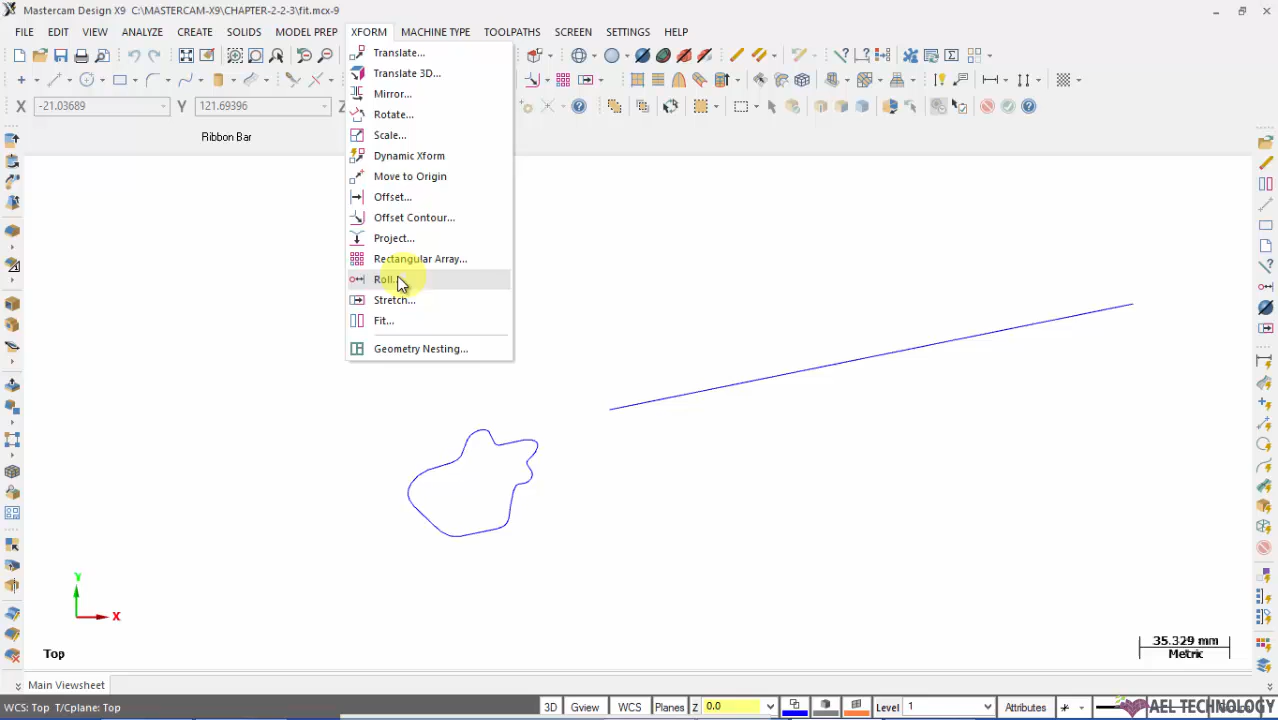 Mastercam Design X9 C:\MASTERCAM-X9\CHAPTER-2-2-3\fit.mcx-9
FILE EDIT VIEW ANALYZE CREATE SOLIDS MODEL PREP XFORM MACHINE TYPE TOOLPATHS SCREEN SETTINGS HELP
X -21.03689 Y 121.69396 Z
Ribbon Bar
Translate...
Translate 3D...
Mirror...
Rotate...
Scale...
Dynamic Xform
Move to Origin
Offset...
Offset Contour...
Project...
Rectangular Array...
Roll...
Stretch...
Fit...
Geometry Nesting...
Y
X
Top
35.329 mm
Metric
Main Viewsheet
WCS: Top T/Cplane: Top 3D Gview WCS Planes Z 0.0 Level 1 Attributes
AEL TECHNOLOGY